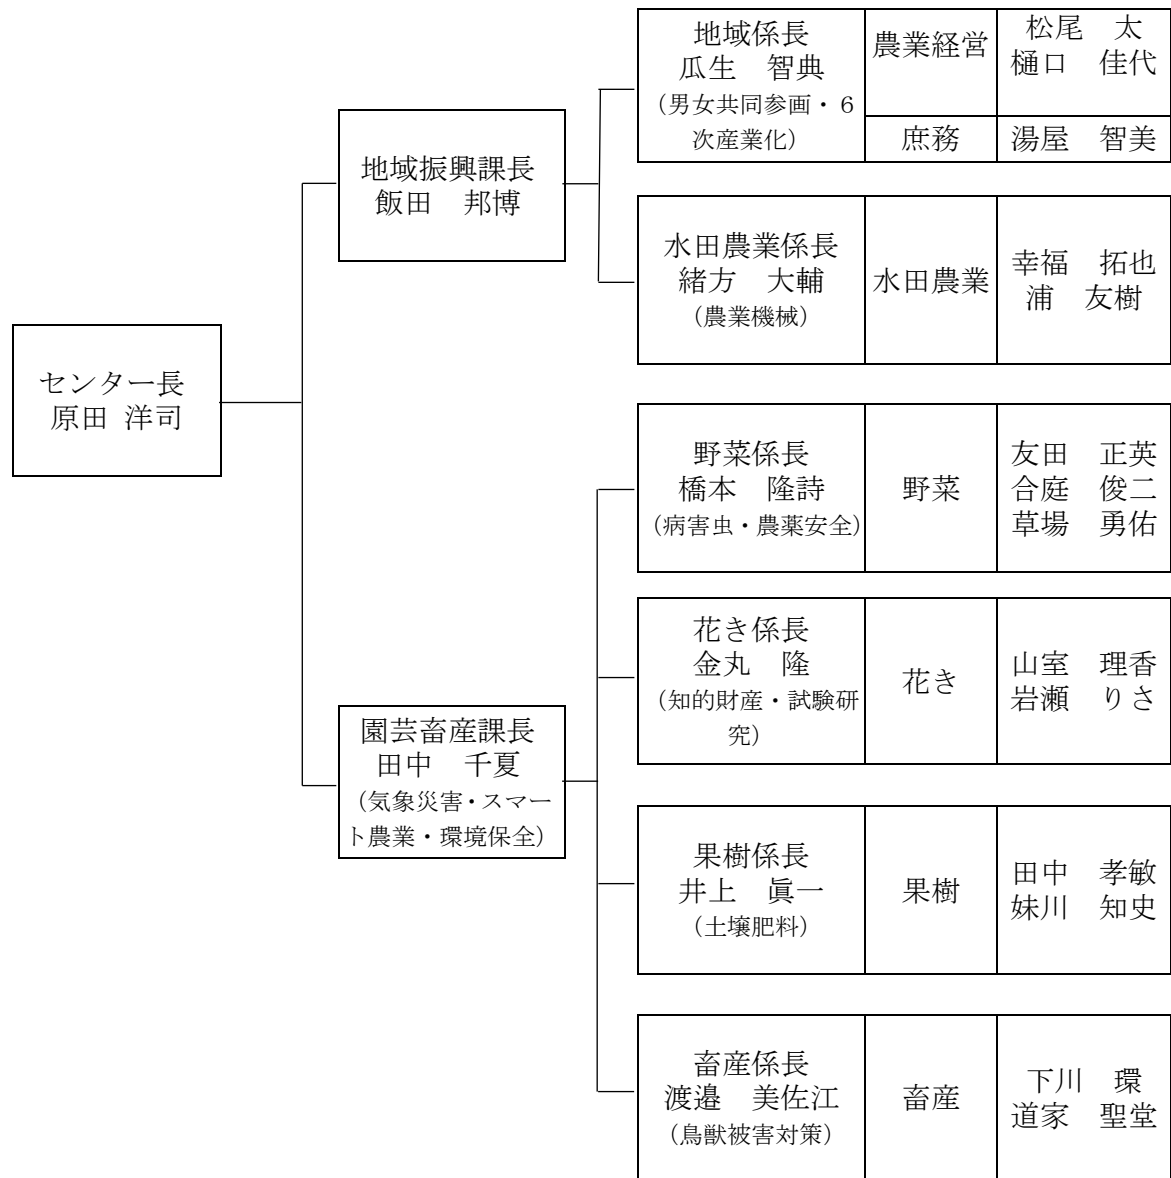 センター長
原田 洋司
地域振興課長
飯田 邦博
地域係長
瓜生 智典
（男女共同参画・６
次産業化）
農業経営
松尾 太
樋口 佳代
庶務
湯屋 智美
水田農業係長
緒方 大輔
（農業機械）
水田農業
幸福 拓也
浦 友樹
園芸畜産課長
田中 千夏
（気象災害・スマー
ト農業・環境保全）
野菜係長
橋本 隆詩
（病害虫・農薬安全）
野菜
友田 正英
合庭 俊二
草場 勇佑
花き係長
金丸 隆
（知的財産・試験研
究）
花き
山室 理香
岩瀬 りさ
果樹係長
井上 眞一
（土壌肥料）
果樹
田中 孝敏
妹川 知史
畜産係長
渡邉 美佐江
（鳥獣被害対策）
畜産
下川 環
道家 聖堂